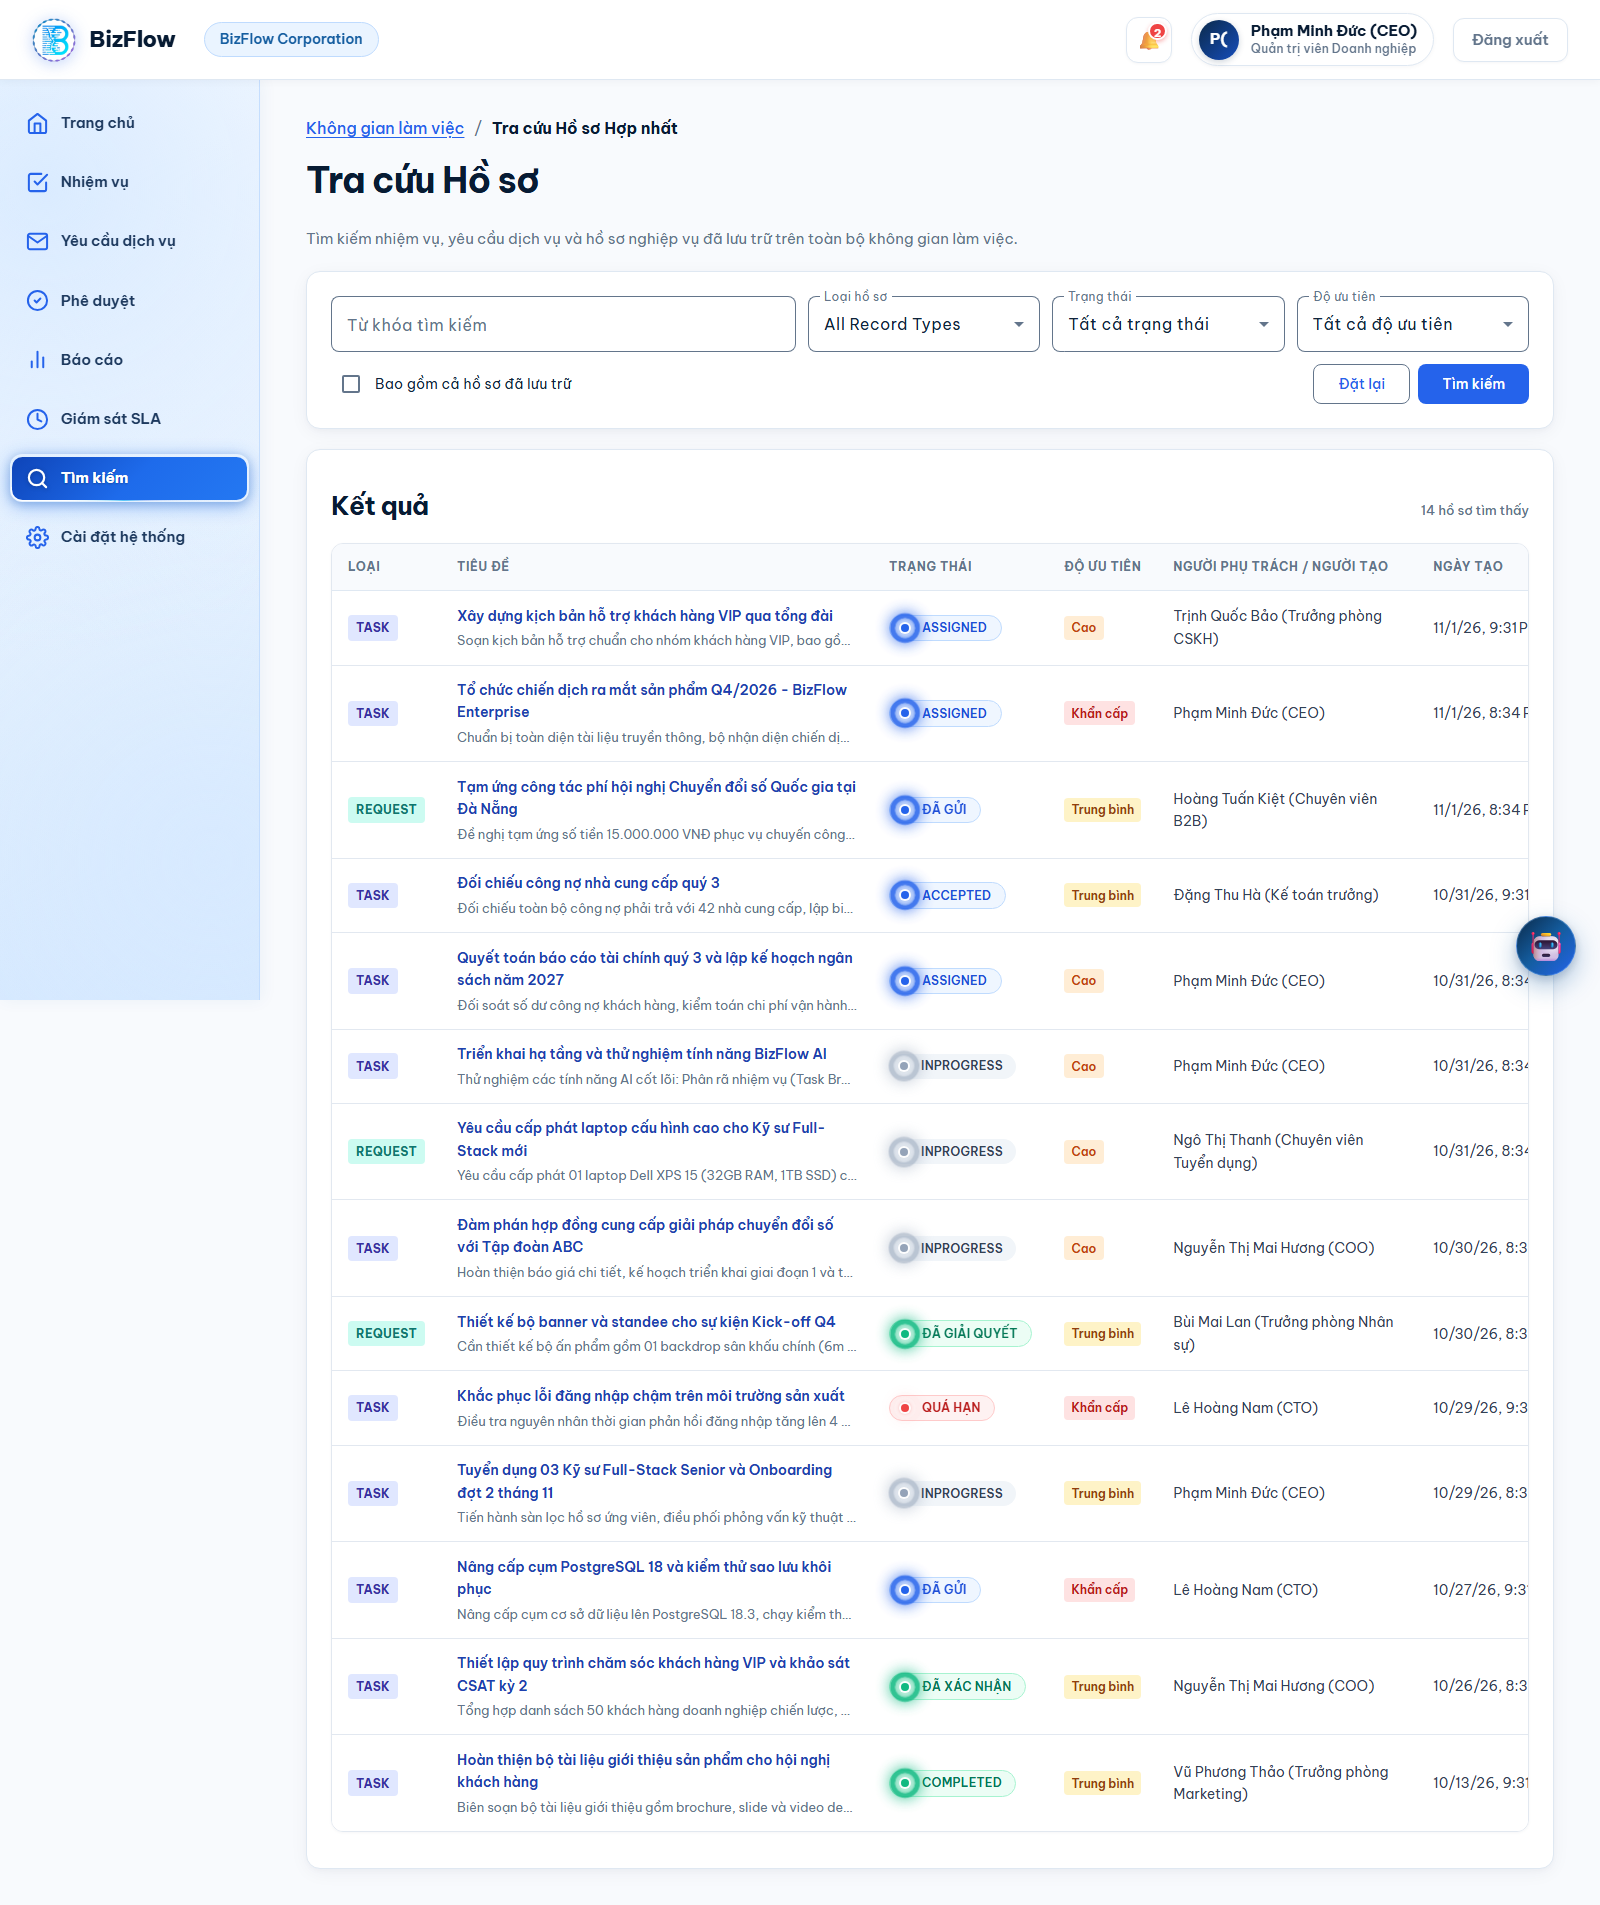 BizFlow
BizFlow Corporation
2
P(
Phạm Minh Đức (CEO)
Quản trị viên Doanh nghiệp
Đăng xuất
Trang chủ
Nhiệm vụ
Yêu cầu dịch vụ
Phê duyệt
Báo cáo
Giám sát SLA
Tìm kiếm
Cài đặt hệ thống
Không gian làm việc / Tra cứu Hồ sơ Hợp nhất
Tra cứu Hồ sơ
Tìm kiếm nhiệm vụ, yêu cầu dịch vụ và hồ sơ nghiệp vụ đã lưu trữ trên toàn bộ không gian làm việc.
Từ khóa tìm kiếm
Loại hồ sơ
All Record Types
Trạng thái
Tất cả trạng thái
Độ ưu tiên
Tất cả độ ưu tiên
Bao gồm cả hồ sơ đã lưu trữ
Đặt lại
Tìm kiếm
Kết quả
14 hồ sơ tìm thấy
LOẠI TIÊU ĐỀ TRẠNG THÁI ĐỘ ƯU TIÊN NGƯỜI PHỤ TRÁCH / NGƯỜI TẠO NGÀY TẠO
TASK
Xây dựng kịch bản hỗ trợ khách hàng VIP qua tổng đài
Soạn kịch bản hỗ trợ chuẩn cho nhóm khách hàng VIP, bao gồ...
ASSIGNED
Cao
Trịnh Quốc Bảo (Trưởng phòng
CSKH)
11/1/26, 9:31 P
TASK
Tổ chức chiến dịch ra mắt sản phẩm Q4/2026 - BizFlow
Enterprise
Chuẩn bị toàn diện tài liệu truyền thông, bộ nhận diện chiến dị...
ASSIGNED
Khẩn cấp
Phạm Minh Đức (CEO)
11/1/26, 8:34 P
REQUEST
Tạm ứng công tác phí hội nghị Chuyển đổi số Quốc gia tại
Đà Nẵng
Đề nghị tạm ứng số tiền 15.000.000 VNĐ phục vụ chuyến công...
ĐÃ GỬI
Trung bình
Hoàng Tuấn Kiệt (Chuyên viên
B2B)
11/1/26, 8:34 P
TASK
Đối chiếu công nợ nhà cung cấp quý 3
Đối chiếu toàn bộ công nợ phải trả với 42 nhà cung cấp, lập bi...
ACCEPTED
Trung bình
Đặng Thu Hà (Kế toán trưởng)
10/31/26, 9:31
TASK
Quyết toán báo cáo tài chính quý 3 và lập kế hoạch ngân
sách năm 2027
Đối soát số dư công nợ khách hàng, kiểm toán chi phí vận hành...
ASSIGNED
Cao
Phạm Minh Đức (CEO)
10/31/26, 8:34
TASK
Triển khai hạ tầng và thử nghiệm tính năng BizFlow AI
Thử nghiệm các tính năng AI cốt lõi: Phân rã nhiệm vụ (Task Br...
INPROGRESS
Cao
Phạm Minh Đức (CEO)
10/31/26, 8:34
REQUEST
Yêu cầu cấp phát laptop cấu hình cao cho Kỹ sư Full-
Stack mới
Yêu cầu cấp phát 01 laptop Dell XPS 15 (32GB RAM, 1TB SSD) c...
INPROGRESS
Cao
Ngô Thị Thanh (Chuyên viên
Tuyển dụng)
10/31/26, 8:34
TASK
Đàm phán hợp đồng cung cấp giải pháp chuyển đổi số
với Tập đoàn ABC
Hoàn thiện báo giá chi tiết, kế hoạch triển khai giai đoạn 1 và t...
INPROGRESS
Cao
Nguyễn Thị Mai Hương (COO)
10/30/26, 8:3
REQUEST
Thiết kế bộ banner và standee cho sự kiện Kick-off Q4
Cần thiết kế bộ ấn phẩm gồm 01 backdrop sân khấu chính (6m ...
ĐÃ GIẢI QUYẾT
Trung bình
Bùi Mai Lan (Trưởng phòng Nhân
sự)
10/30/26, 8:3
TASK
Khắc phục lỗi đăng nhập chậm trên môi trường sản xuất
Điều tra nguyên nhân thời gian phản hồi đăng nhập tăng lên 4 ...
QUÁ HẠN
Khẩn cấp
Lê Hoàng Nam (CTO)
10/29/26, 9:3
TASK
Tuyển dụng 03 Kỹ sư Full-Stack Senior và Onboarding
đợt 2 tháng 11
Tiến hành sàn lọc hồ sơ ứng viên, điều phối phỏng vấn kỹ thuật ...
INPROGRESS
Trung bình
Phạm Minh Đức (CEO)
10/29/26, 8:3
TASK
Nâng cấp cụm PostgreSQL 18 và kiểm thử sao lưu khôi
phục
Nâng cấp cụm cơ sở dữ liệu lên PostgreSQL 18.3, chạy kiểm th...
ĐÃ GỬI
Khẩn cấp
Lê Hoàng Nam (CTO)
10/27/26, 9:31
TASK
Thiết lập quy trình chăm sóc khách hàng VIP và khảo sát
CSAT kỳ 2
Tổng hợp danh sách 50 khách hàng doanh nghiệp chiến lược, ...
ĐÃ XÁC NHẬN
Trung bình
Nguyễn Thị Mai Hương (COO)
10/26/26, 8:3
TASK
Hoàn thiện bộ tài liệu giới thiệu sản phẩm cho hội nghị
khách hàng
Biên soạn bộ tài liệu giới thiệu gồm brochure, slide và video de...
COMPLETED
Trung bình
Vũ Phương Thảo (Trưởng phòng
Marketing)
10/13/26, 9:31